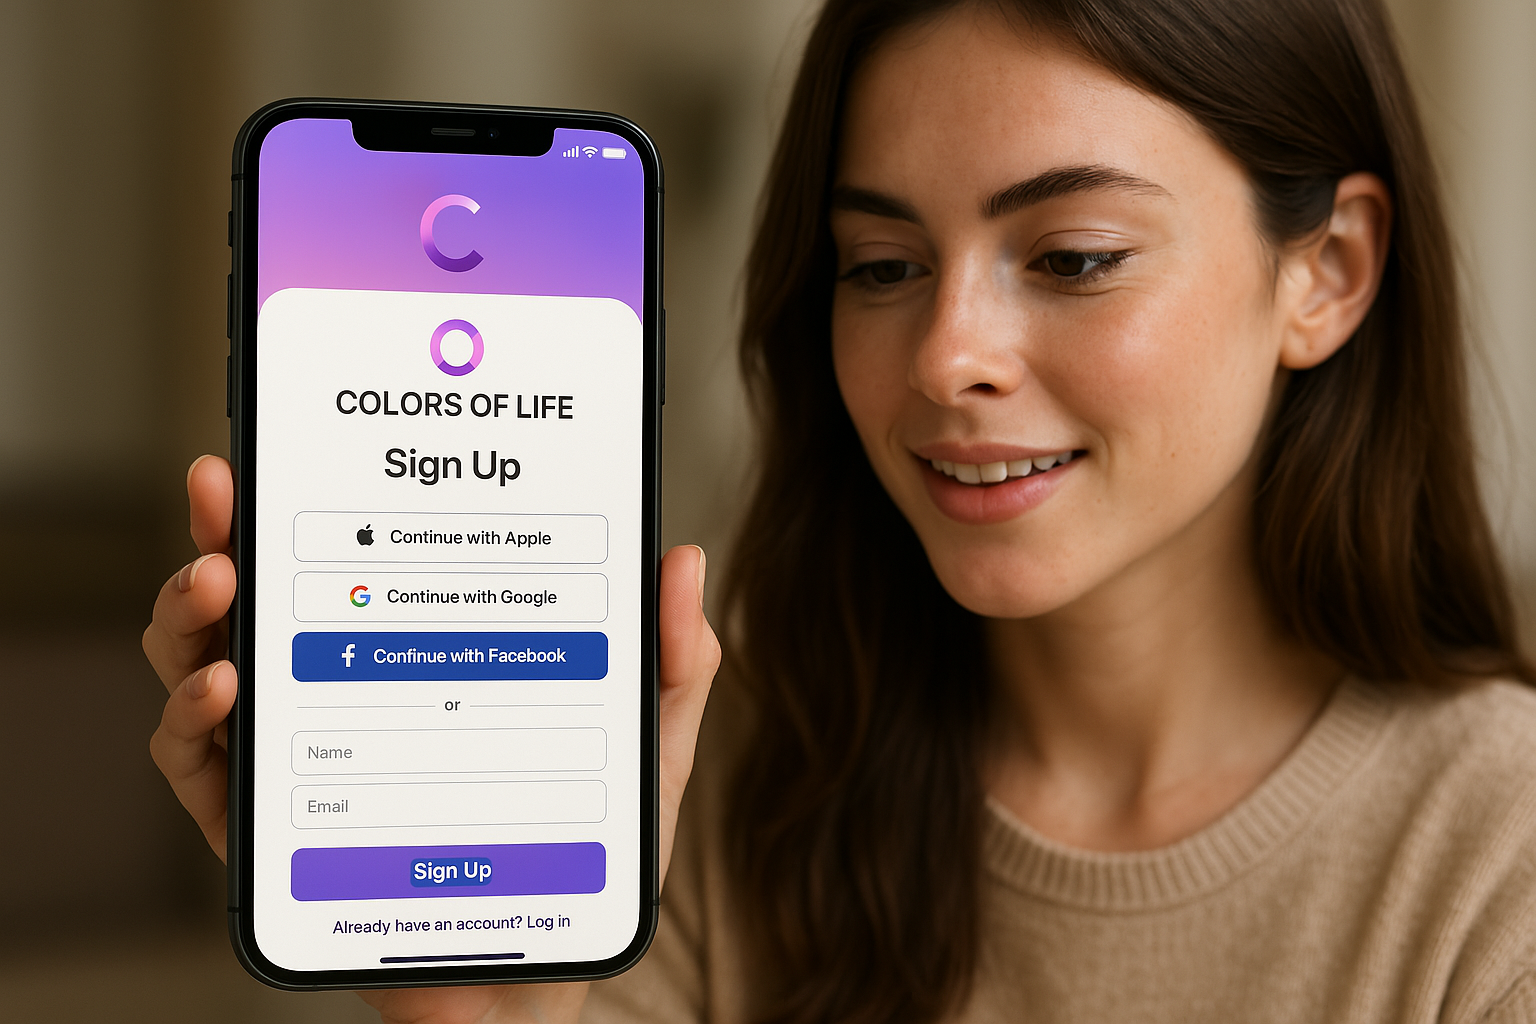 C
COLORS OF LIFE
Sign Up
Continue with Apple
G Continue with Google
f Confinue with Facebook
or
Name
Email
Sign Up
Already have an account? Log in